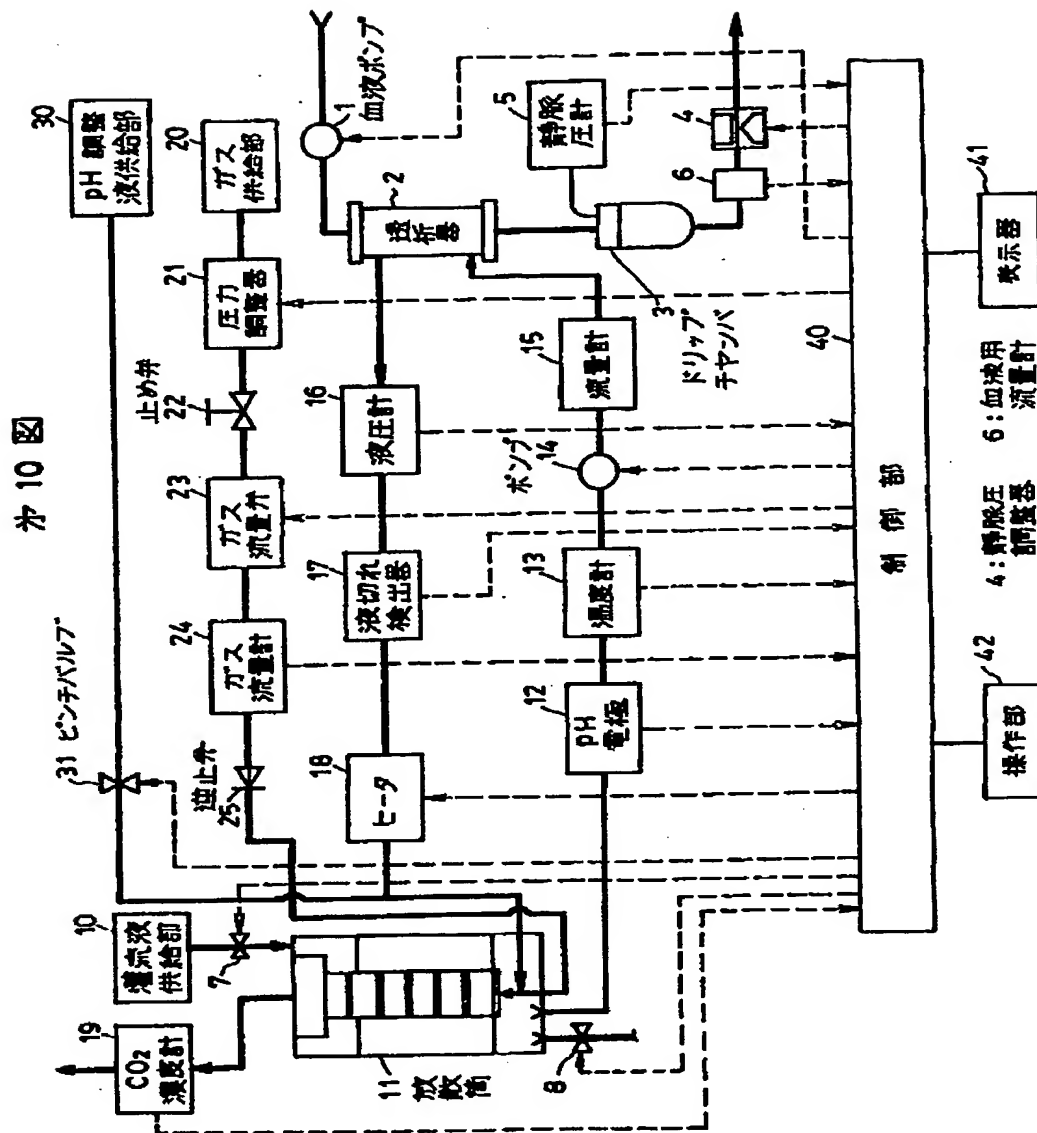 第10図
30
pH調整
液供給部
20
ガス
供給部
21
圧力
調整器
止め弁
22
23
ガス
流量弁
24
ガス
流量計
31 ピンチバルブ
逆止弁
25
1
血液ポンプ
2
透析器
5
静脈
圧計
4
6
3
ドリップ
チャンバ
16
液圧計
17
液切れ
検出器
18
ヒータ
15
流量計
ポンプ
14
13
温度計
12
pH
電極
10
灌流液
供給部
7
19
CO2
濃度計
11
放散筒
8
40
制御部
41
表示器
42
操作部
4:静脈圧
調整器
6:血液用
流量計